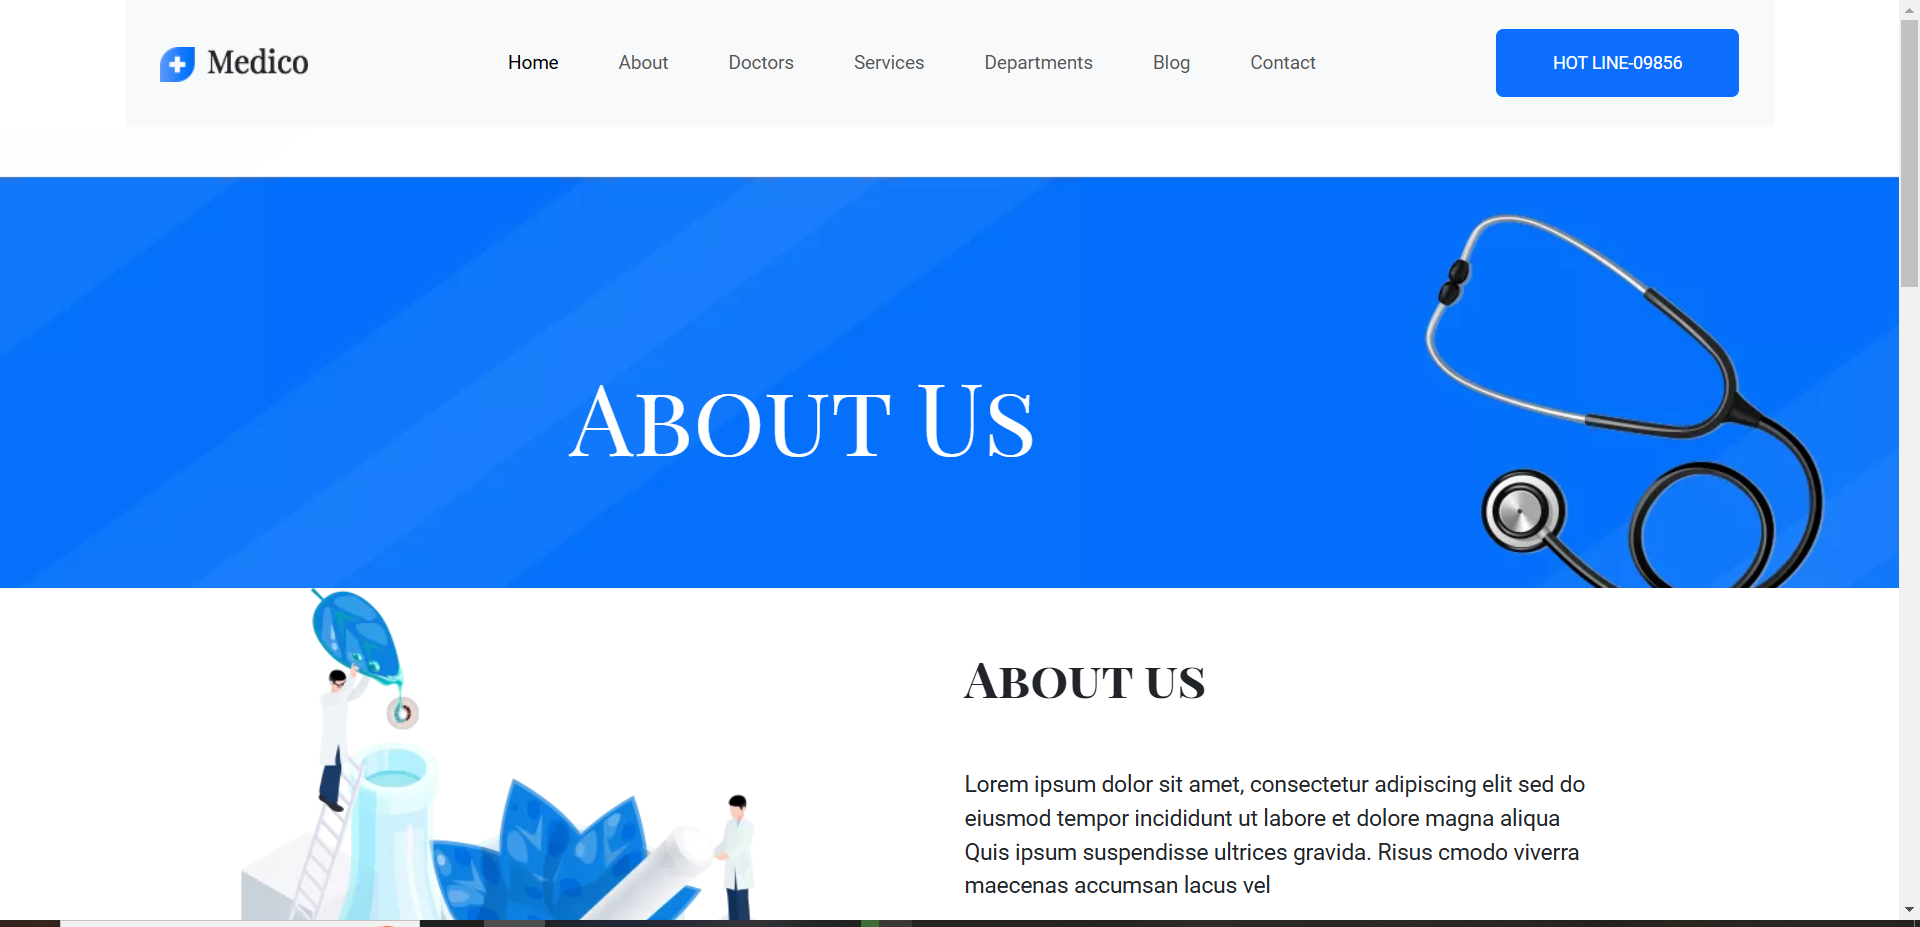 Medico
Home About Doctors Services Departments Blog Contact
HOT LINE-09856
About Us
About us
Lorem ipsum dolor sit amet, consectetur adipiscing elit sed do
eiusmod tempor incididunt ut labore et dolore magna aliqua
Quis ipsum suspendisse ultrices gravida. Risus cmodo viverra
maecenas accumsan lacus vel